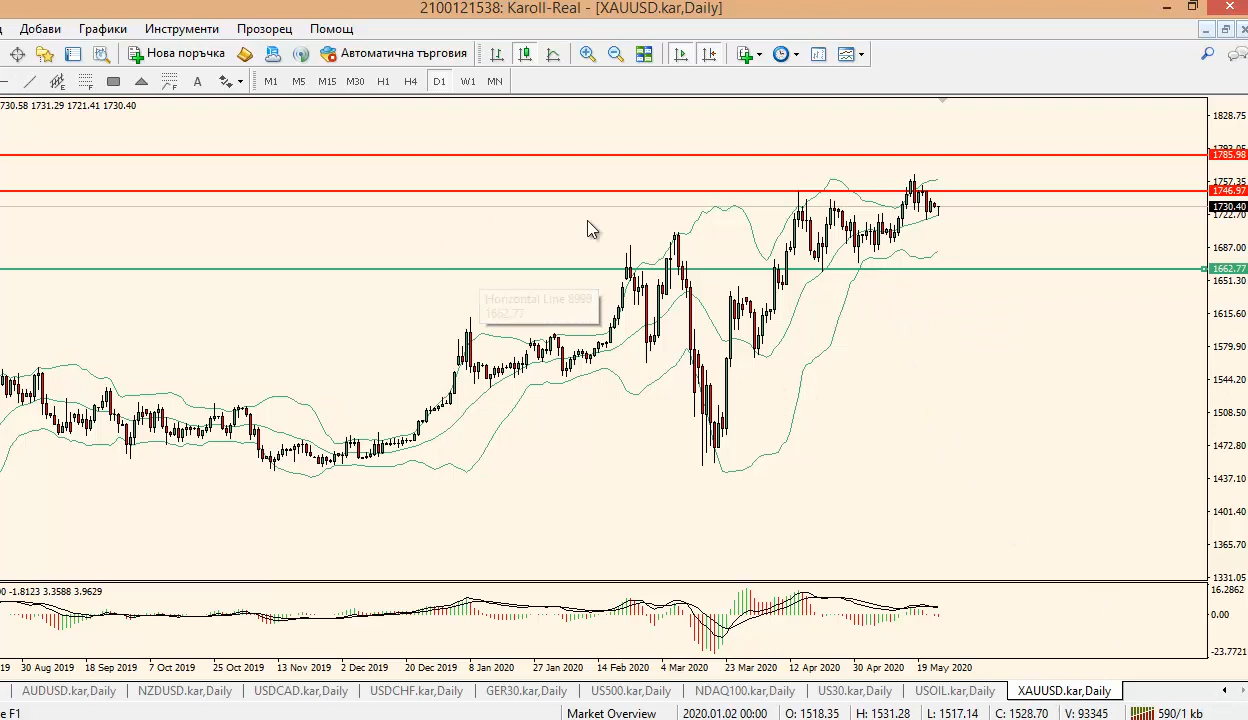 2100121538: Karoll-Real - [XAUUSD.kar,Daily]
Добави Графики Инструменти Прозорец Помощ
Нова поръчка Автоматична търговия
A M1 M5 M15 M30 H1 H4 D1 W1 MN
730.58 1731.29 1721.41 1730.40
1828.75
1785.98
1757.35
1746.97
1730.40
1722.70
1687.00
1662.77
1651.30
Horizontal Line
1662.77
1615.60
1579.90
1544.20
1508.50
1472.80
1437.10
1401.40
1365.70
1331.05
00 -1.8123 3.3588 3.9629
16.2862
0.00
-23.7721
19 30 Aug 2019 18 Sep 2019 7 Oct 2019 25 Oct 2019 13 Nov 2019 2 Dec 2019 20 Dec 2019 8 Jan 2020 27 Jan 2020 14 Feb 2020 4 Mar 2020 23 Mar 2020 12 Apr 2020 30 Apr 2020 19 May 2020
AUDUSD.kar,Daily NZDUSD.kar,Daily USDCAD.kar,Daily USDCHF.kar,Daily GER30.kar,Daily US500.kar,Daily NDAQ100.kar,Daily US30.kar,Daily USOIL.kar,Daily XAUUSD.kar,Daily
e F1 Market Overview 2020.01.02 00:00 O: 1518.35 H: 1531.28 L: 1517.14 C: 1528.70 V: 93345 590/1 kb